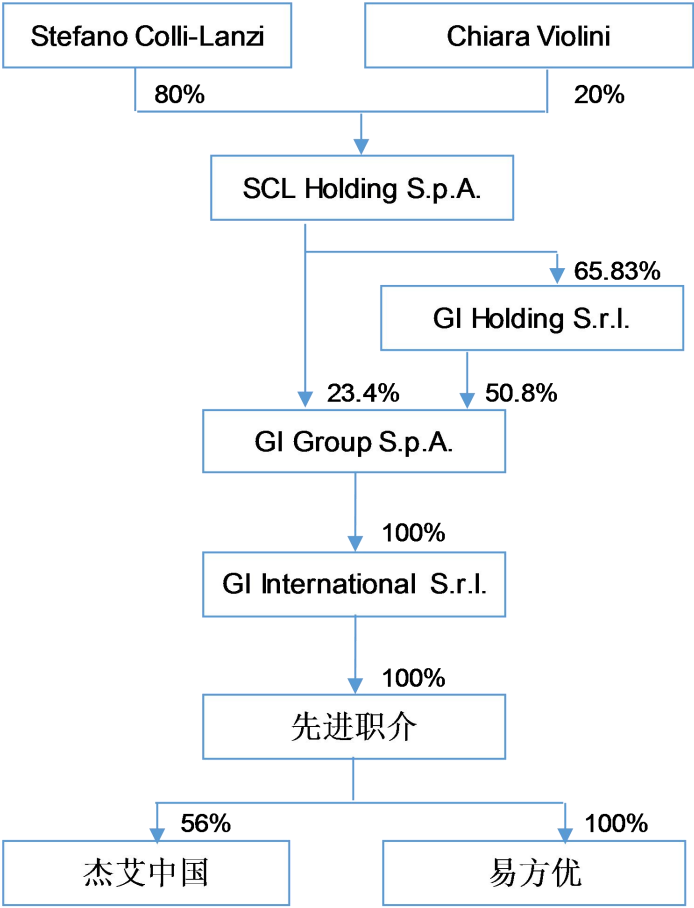 Stefano Colli-Lanzi
Chiara Violini
80%
20%
SCL Holding S.p.A.
65.83%
GI Holding S.r.l.
23.4%
50.8%
GI Group S.p.A.
100%
GI International S.r.l.
100%
先进职介
56%
100%
杰艾中国
易方优